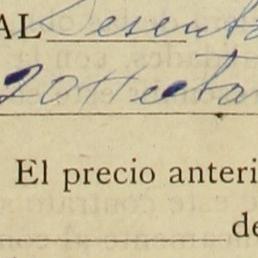 AL Sesenta
20 Hecta
El precio anteri
de